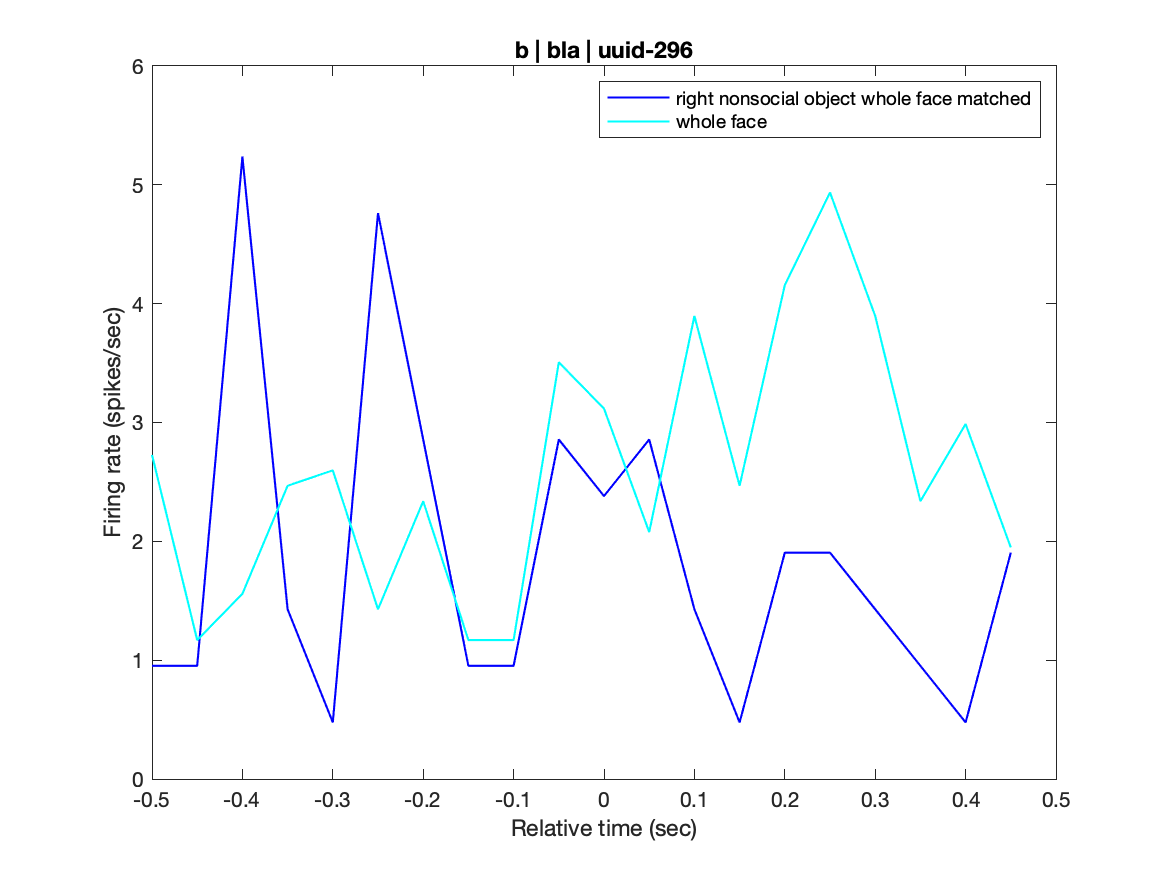 b | bla | uuid-296
right nonsocial object whole face matched
whole face
Firing rate (spikes/sec)
6
5
4
3
2
1
0
-0.5 -0.4 -0.3 -0.2 -0.1 0 0.1 0.2 0.3 0.4 0.5
Relative time (sec)